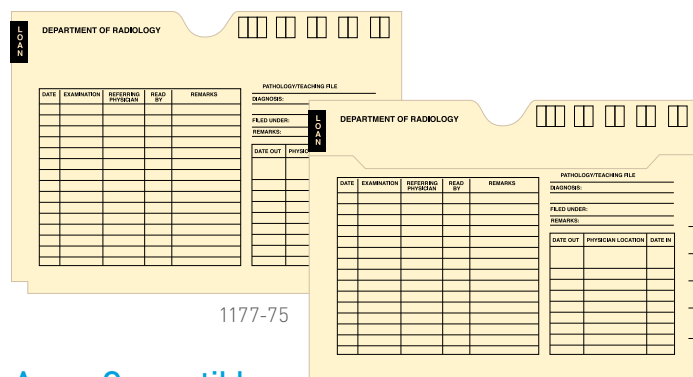 LOAN
DEPARTMENT OF RADIOLOGY
PATHOLOGY/TEACHING FILE
DATE EXAMINATION REFERRING PHYSICIAN READ BY REMARKS
DIAGNOSIS:
FILED UNDER:
REMARKS:
DATE OUT
1177-75
LOAN
DEPARTMENT OF RADIOLOGY
PATHOLOGY/TEACHING FILE
DATE EXAMINATION REFERRING PHYSICIAN READ BY REMARKS
DIAGNOSIS:
FILED UNDER:
REMARKS:
DATE OUT PHYSICIAN LOCATION DATE IN